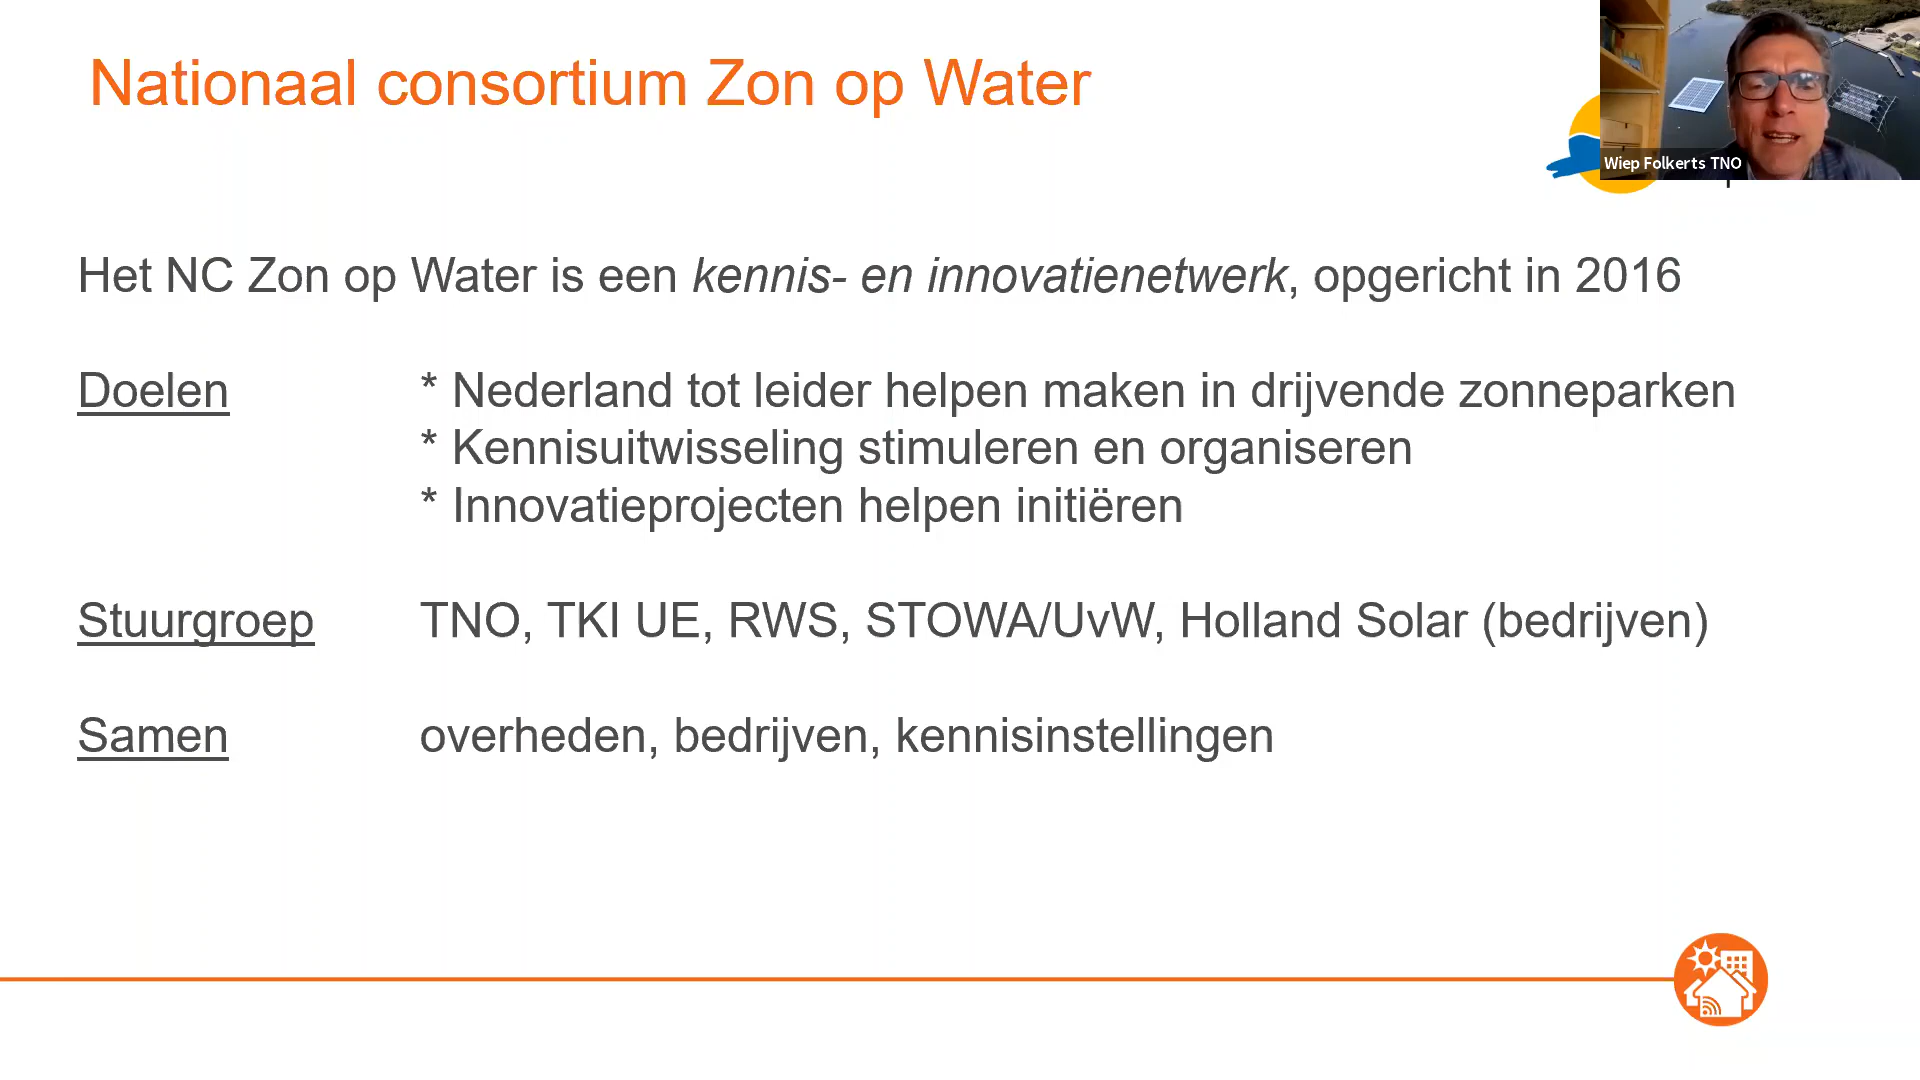 Nationaal consortium Zon op Water
Wiep Folkerts TNO
Het NC Zon op Water is een kennis- en innovatienetwerk, opgericht in 2016
Doelen * Nederland tot leider helpen maken in drijvende zonneparken
* Kennisuitwisseling stimuleren en organiseren
* Innovatieprojecten helpen initiëren
Stuurgroep TNO, TKI UE, RWS, STOWA/UvW, Holland Solar (bedrijven)
Samen overheden, bedrijven, kennisinstellingen